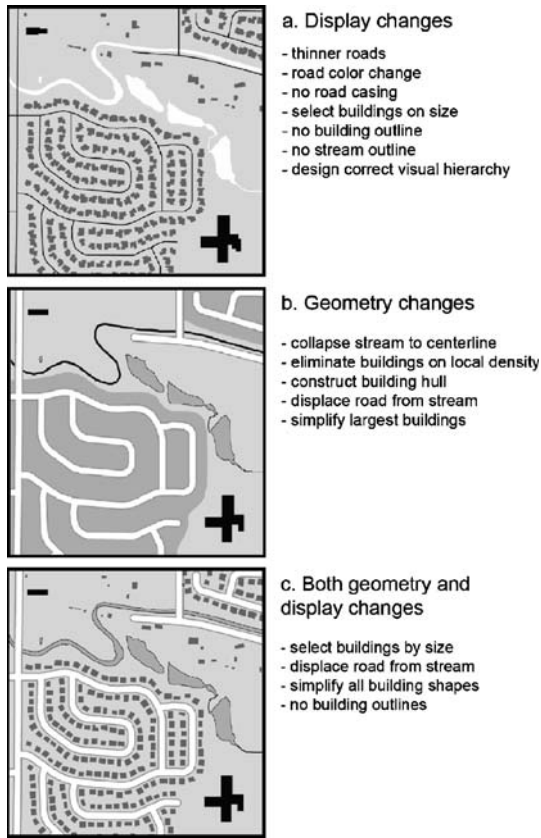 a. Display changes
- thinner roads
- road color change
- no road casing
- select buildings on size
- no building outline
- no stream outline
- design correct visual hierarchy
b. Geometry changes
- collapse stream to centerline
- eliminate buildings on local density
- construct building hull
- displace road from stream
- simplify largest buildings
c. Both geometry and
display changes
- select buildings by size
- displace road from stream
- simplify all building shapes
- no building outlines